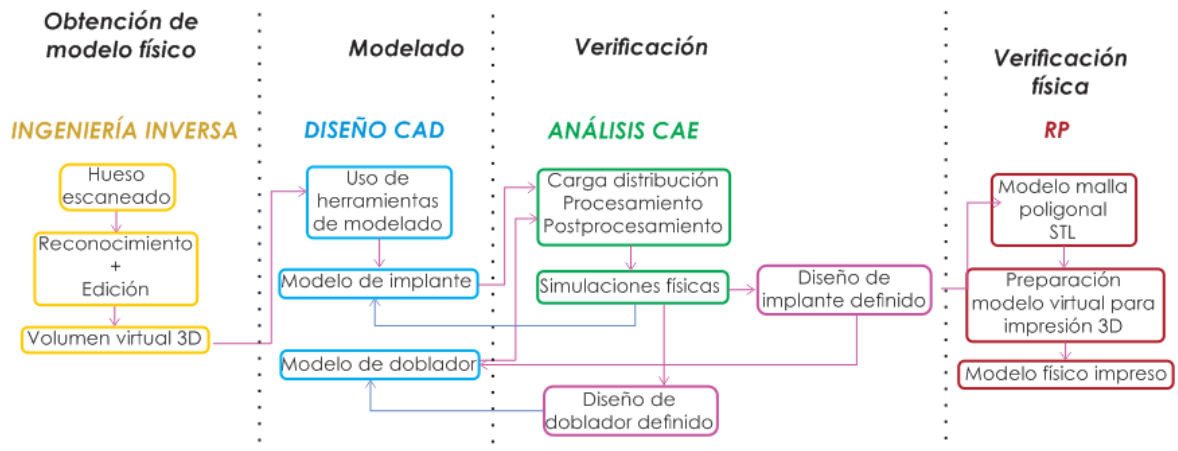 Obtención de
modelo físico
INGENIERÍA INVERSA
Hueso
escaneado
Reconocimiento
+
Edición
Volumen virtual 3D
Modelado
DISEÑO CAD
Uso de
herramientas
de modelado
Modelo de implante
Modelo de doblador
Verificación
ANÁLISIS CAE
Carga distribución
Procesamiento
Postprocesamiento
Simulaciones físicas
Diseño de
implante definido
Diseño de
doblador definido
Verificación
física
RP
Modelo malla
poligonal
STL
Preparación
modelo virtual para
impresión 3D
Modelo físico impreso